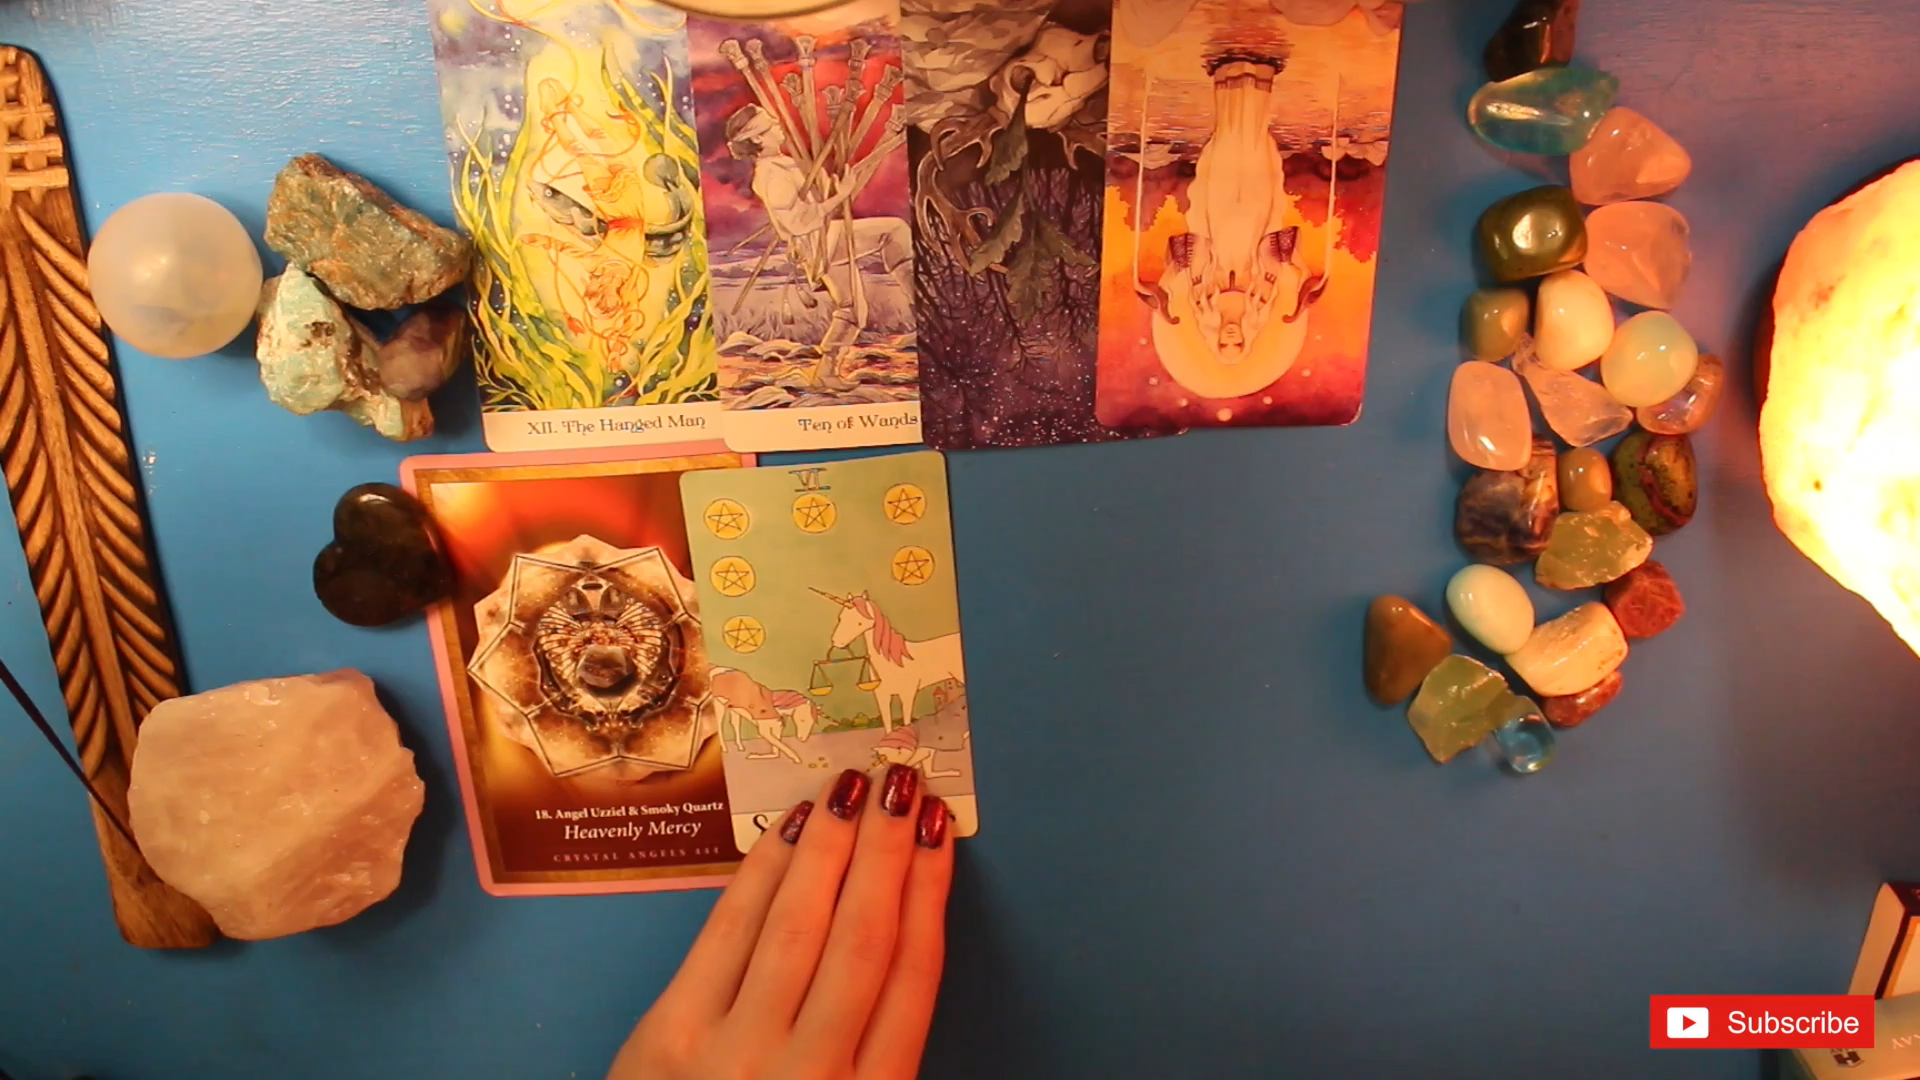 XII. The Hanged Man
Ten of Wands
VI
18. Angel Uzziel & Smoky Quartz
Heavenly Mercy
CRYSTAL ANGELS 444
Subscribe